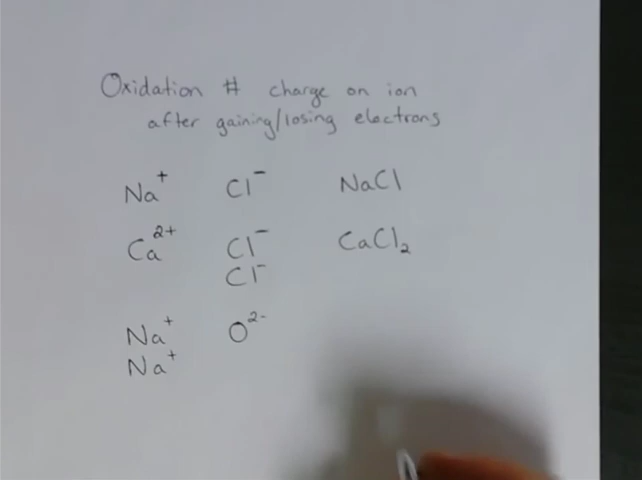 Oxidation # charge on ion
after gaining/losing electrons
Na⁺ Cl⁻ NaCl
Ca²⁺ Cl⁻ CaCl₂
Cl⁻
Na⁺ O²⁻
Na⁺